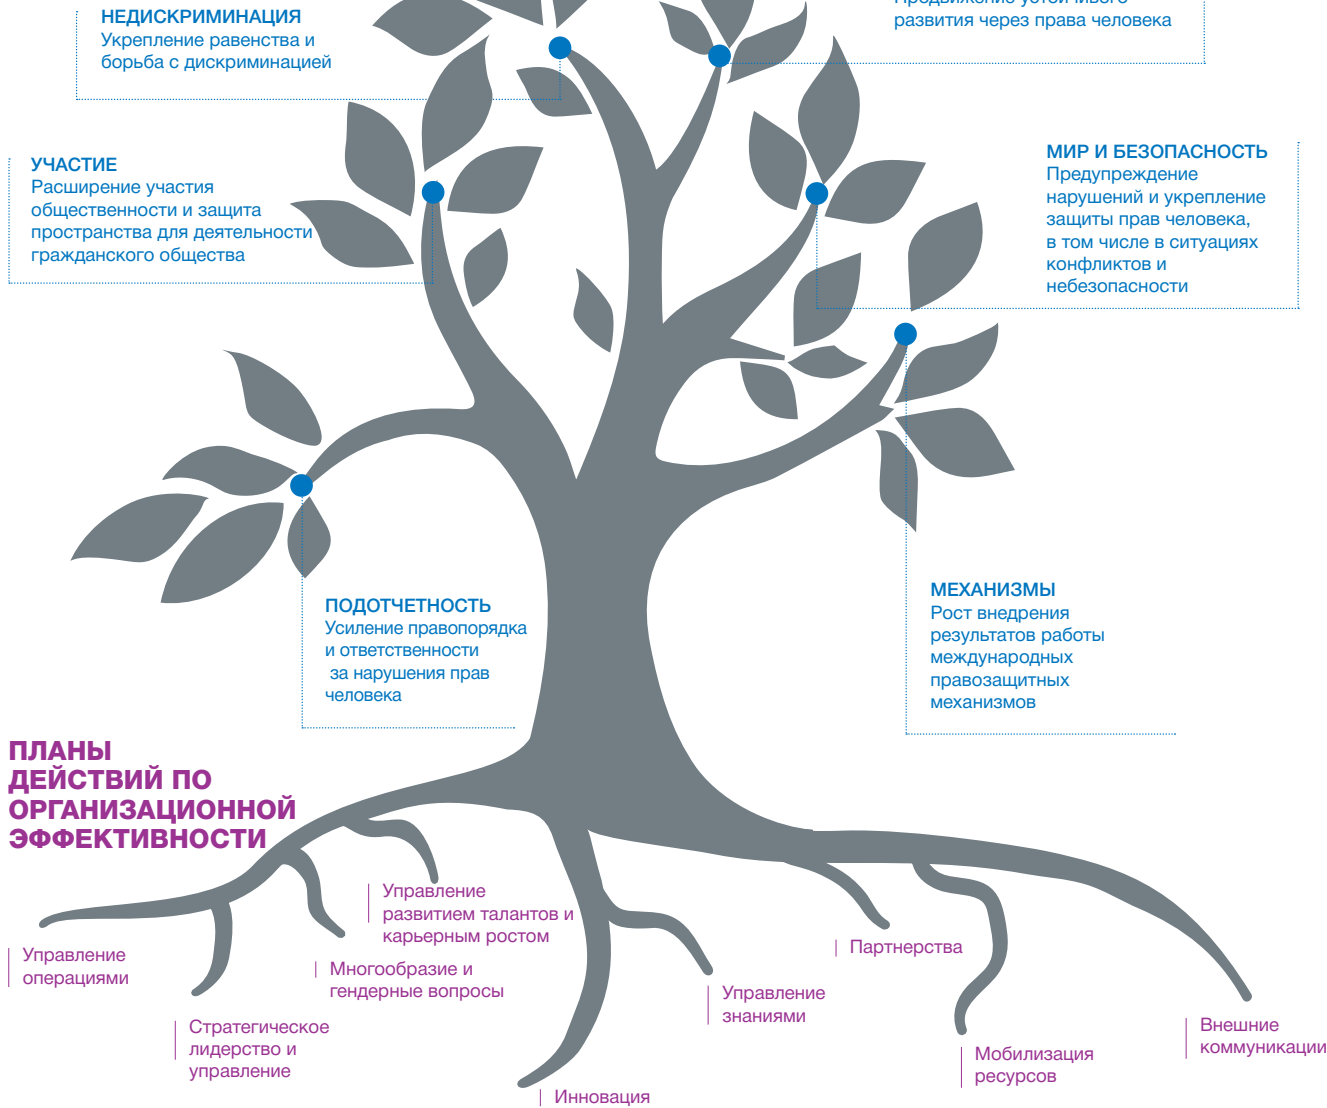 НЕДИСКРИМИНАЦИЯ
Укрепление равенства и
борьба с дискриминацией
Продвижение устойчивого
развития через права человека
УЧАСТИЕ
Расширение участия
общественности и защита
пространства для деятельности
гражданского общества
МИР И БЕЗОПАСНОСТЬ
Предупреждение
нарушений и укрепление
защиты прав человека,
в том числе в ситуациях
конфликтов и
небезопасности
ПОДОТЧЕТНОСТЬ
Усиление правопорядка
и ответственности
за нарушения прав
человека
МЕХАНИЗМЫ
Рост внедрения
результатов работы
международных
правозащитных
механизмов
ПЛАНЫ
ДЕЙСТВИЙ ПО
ОРГАНИЗАЦИОННОЙ
ЭФФЕКТИВНОСТИ
Управление
операциями
Стратегическое
лидерство и
управление
Многообразие и
гендерные вопросы
Управление
развитием талантов и
карьерным ростом
Инновация
Управление
знаниями
Партнерства
Мобилизация
ресурсов
Внешние
коммуникации